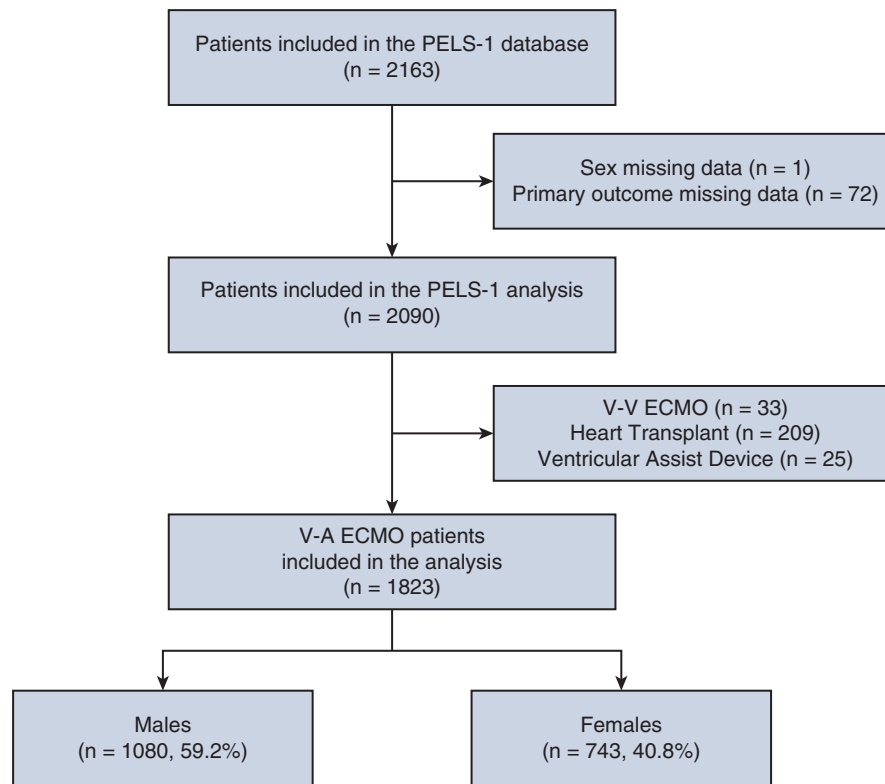 Patients included in the PELS-1 database
(n = 2163)
Sex missing data (n = 1)
Primary outcome missing data (n = 72)
Patients included in the PELS-1 analysis
(n = 2090)
V-V ECMO (n = 33)
Heart Transplant (n = 209)
Ventricular Assist Device (n = 25)
V-A ECMO patients
included in the analysis
(n = 1823)
Males
(n = 1080, 59.2%)
Females
(n = 743, 40.8%)